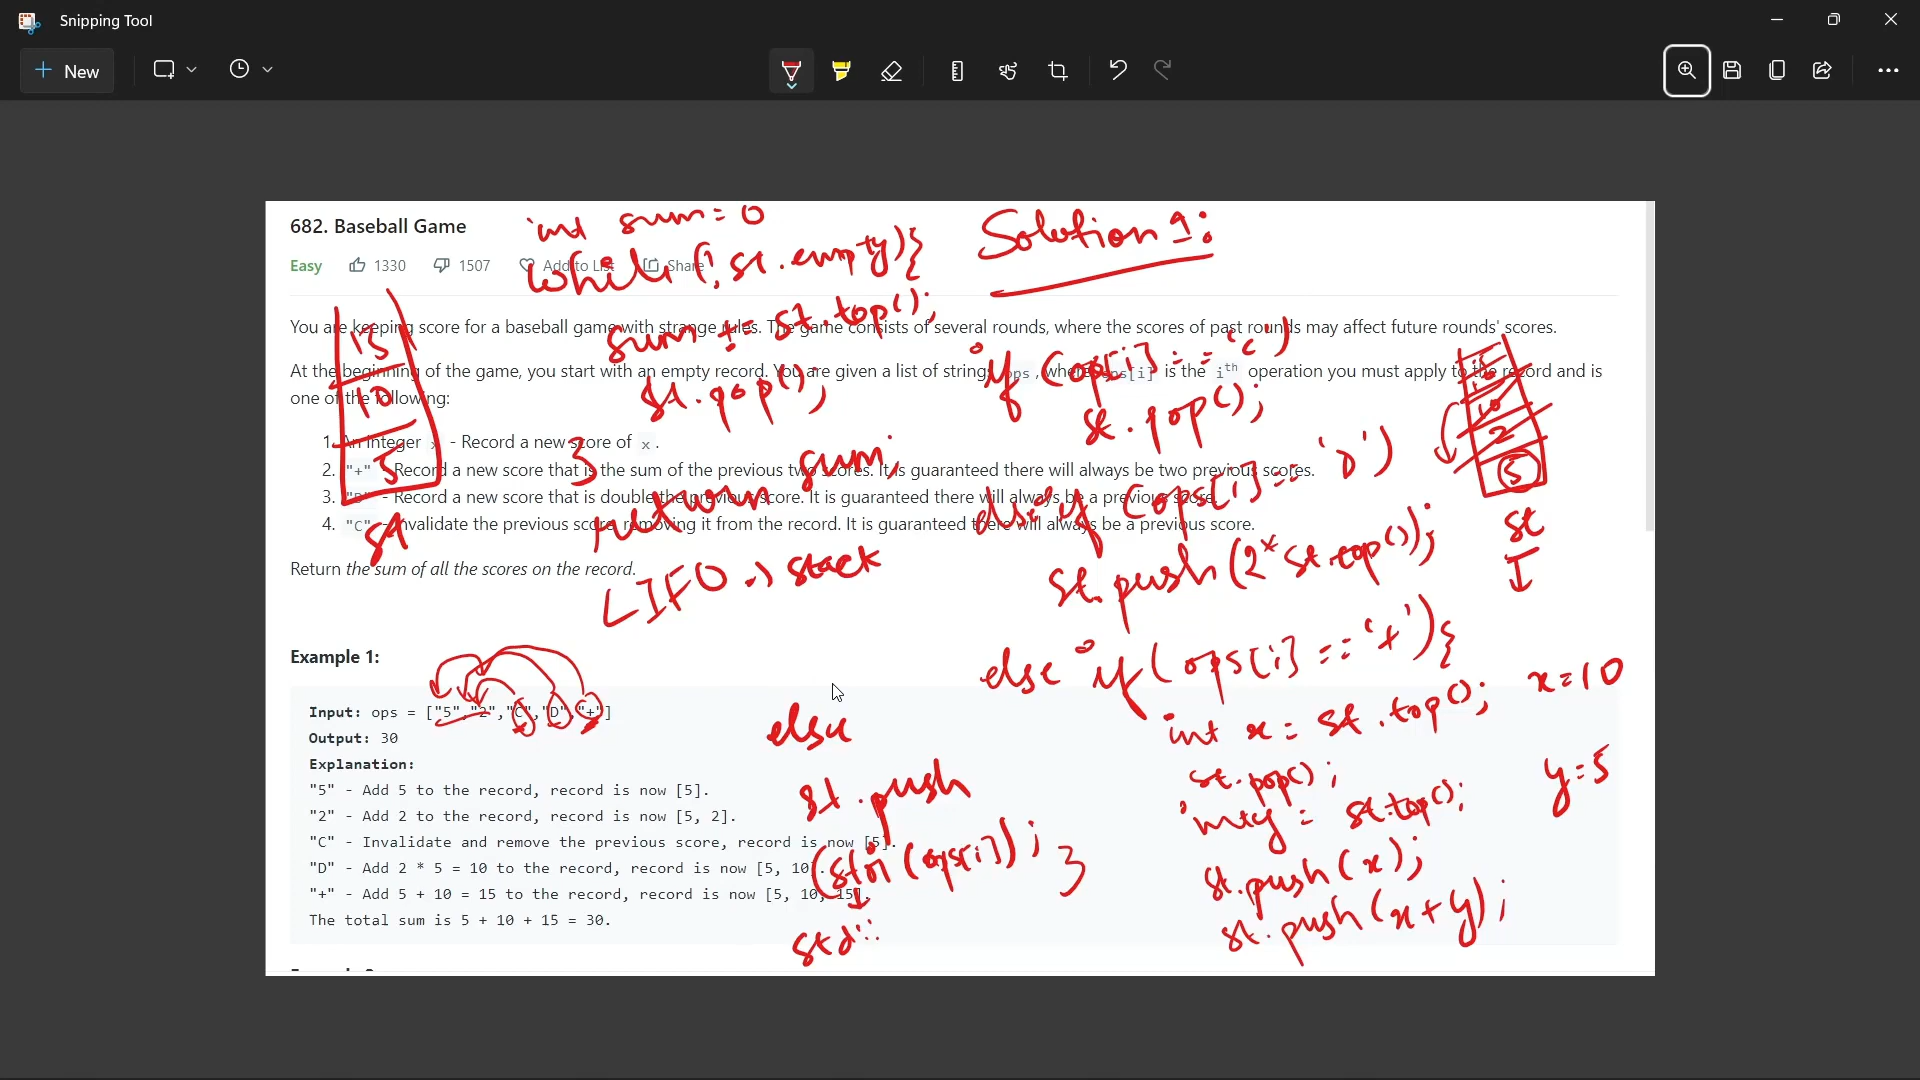 Snipping Tool
New
682. Baseball Game
Easy 1330 1507 Add to List Share
int sum = 0
while(!st.empty){
sum += st.top();
st.pop();
}
return sum;
LIFO -> stack
Solution 1:
You are keeping score for a baseball game with strange rules. The game consists of several rounds, where the scores of past rounds may affect future rounds' scores.
At the beginning of the game, you start with an empty record. You are given a list of strings ops, where ops[i] is the ith operation you must apply to the record and is
one of the following:
1. An integer x - Record a new score of x.
2. "+" - Record a new score that is the sum of the previous two scores. It is guaranteed there will always be two previous scores.
3. "D" - Record a new score that is double the previous score. It is guaranteed there will always be a previous score.
4. "C" - Invalidate the previous score, removing it from the record. It is guaranteed there will always be a previous score.
Return the sum of all the scores on the record.
15
10
5
st
if (ops[i] == 'c')
st.pop();
else if (ops[i] == 'D')
st.push(2*st.top());
else if (ops[i] == '+'){
int x = st.top();
st.pop();
int y = st.top();
st.push(x);
st.push(x+y);
x=10
y=5
10
2
5
st
Example 1:
Input: ops = ["5","2","C","D","+"]
Output: 30
Explanation:
"5" - Add 5 to the record, record is now [5].
"2" - Add 2 to the record, record is now [5, 2].
"C" - Invalidate and remove the previous score, record is now [5].
"D" - Add 2 * 5 = 10 to the record, record is now [5, 10].
"+" - Add 5 + 10 = 15 to the record, record is now [5, 10, 15].
The total sum is 5 + 10 + 15 = 30.
else
st.push
(stoi(ops[i]);
}
std::